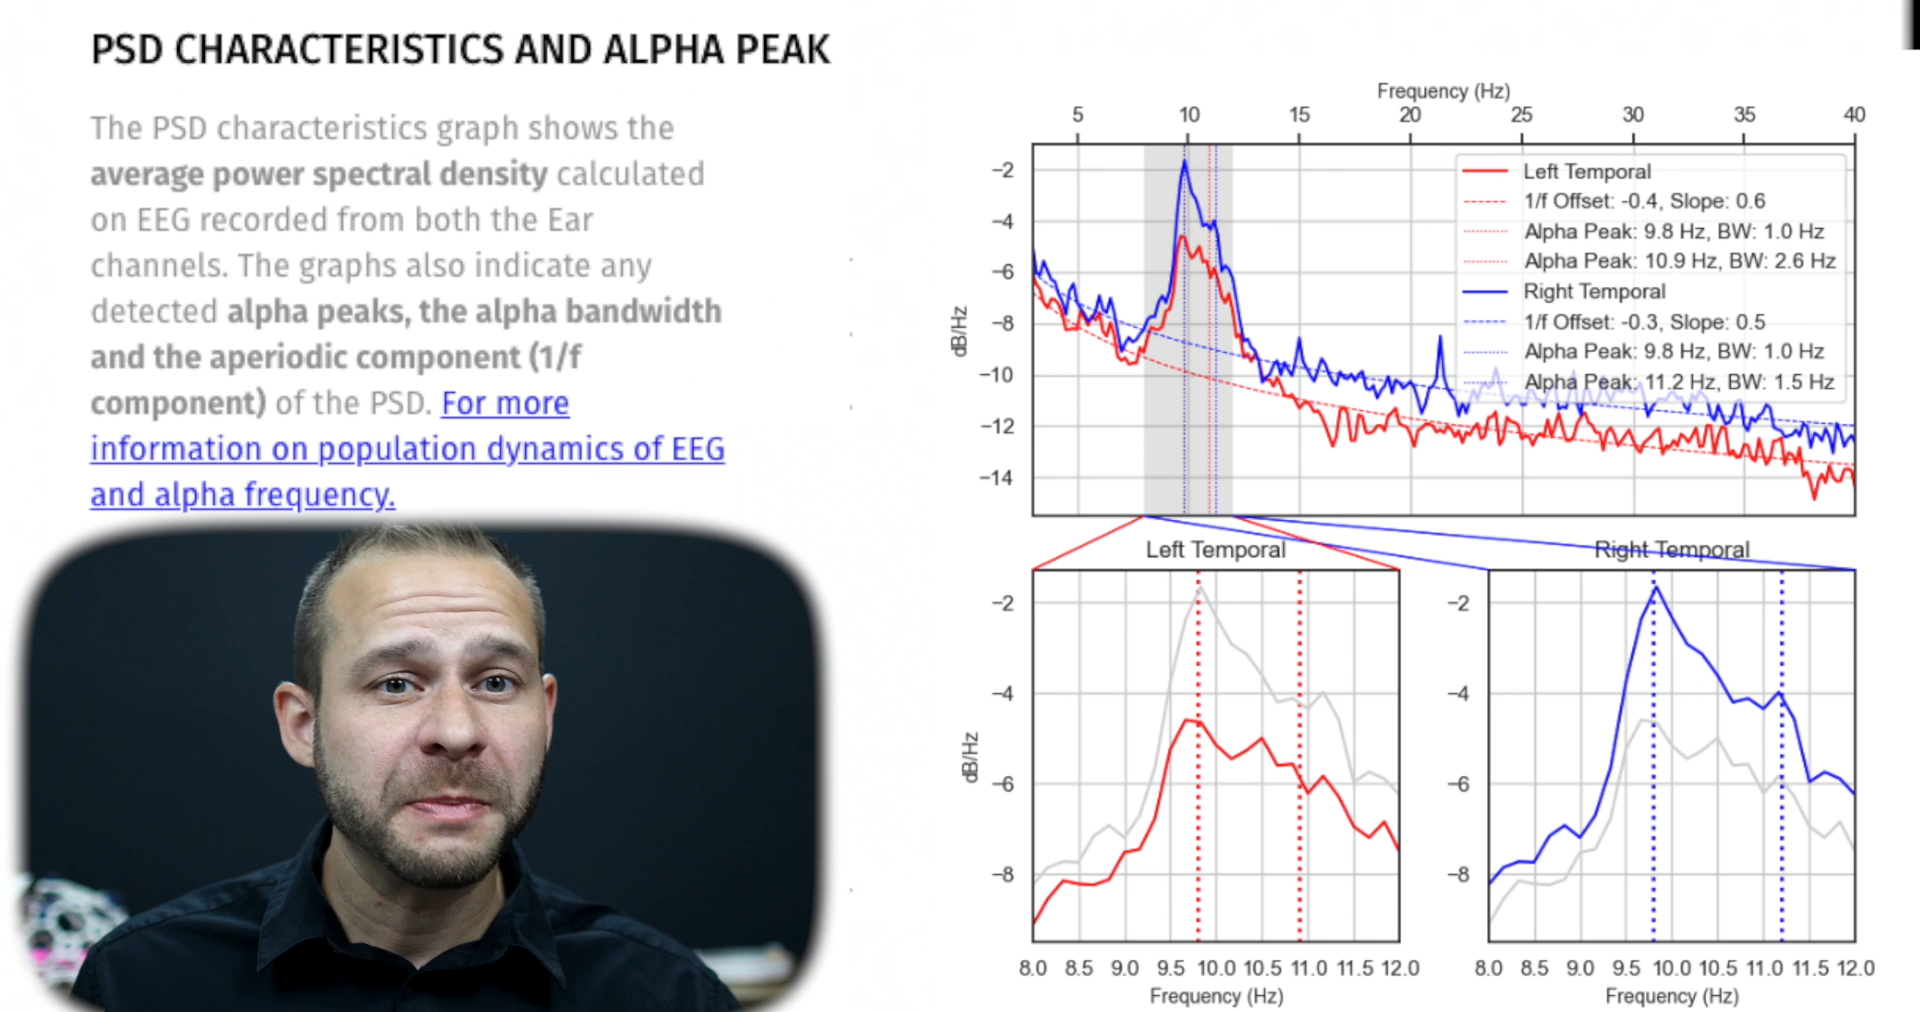 PSD CHARACTERISTICS AND ALPHA PEAK
The PSD characteristics graph shows the
average power spectral density calculated
on EEG recorded from both the Ear
channels. The graphs also indicate any
detected alpha peaks, the alpha bandwidth
and the aperiodic component (1/f
component) of the PSD. For more
information on population dynamics of EEG
and alpha frequency.
Frequency (Hz)
5 10 15 20 25 30 35 40
dB/Hz
−2
−4
−6
−8
−10
−12
−14
Left Temporal
1/f Offset: -0.4, Slope: 0.6
Alpha Peak: 9.8 Hz, BW: 1.0 Hz
Alpha Peak: 10.9 Hz, BW: 2.6 Hz
Right Temporal
1/f Offset: -0.3, Slope: 0.5
Alpha Peak: 9.8 Hz, BW: 1.0 Hz
Alpha Peak: 11.2 Hz, BW: 1.5 Hz
Left Temporal
dB/Hz
−2
−4
−6
−8
8.0 8.5 9.0 9.5 10.0 10.5 11.0 11.5 12.0
Frequency (Hz)
Right Temporal
−2
−4
−6
−8
8.0 8.5 9.0 9.5 10.0 10.5 11.0 11.5 12.0
Frequency (Hz)